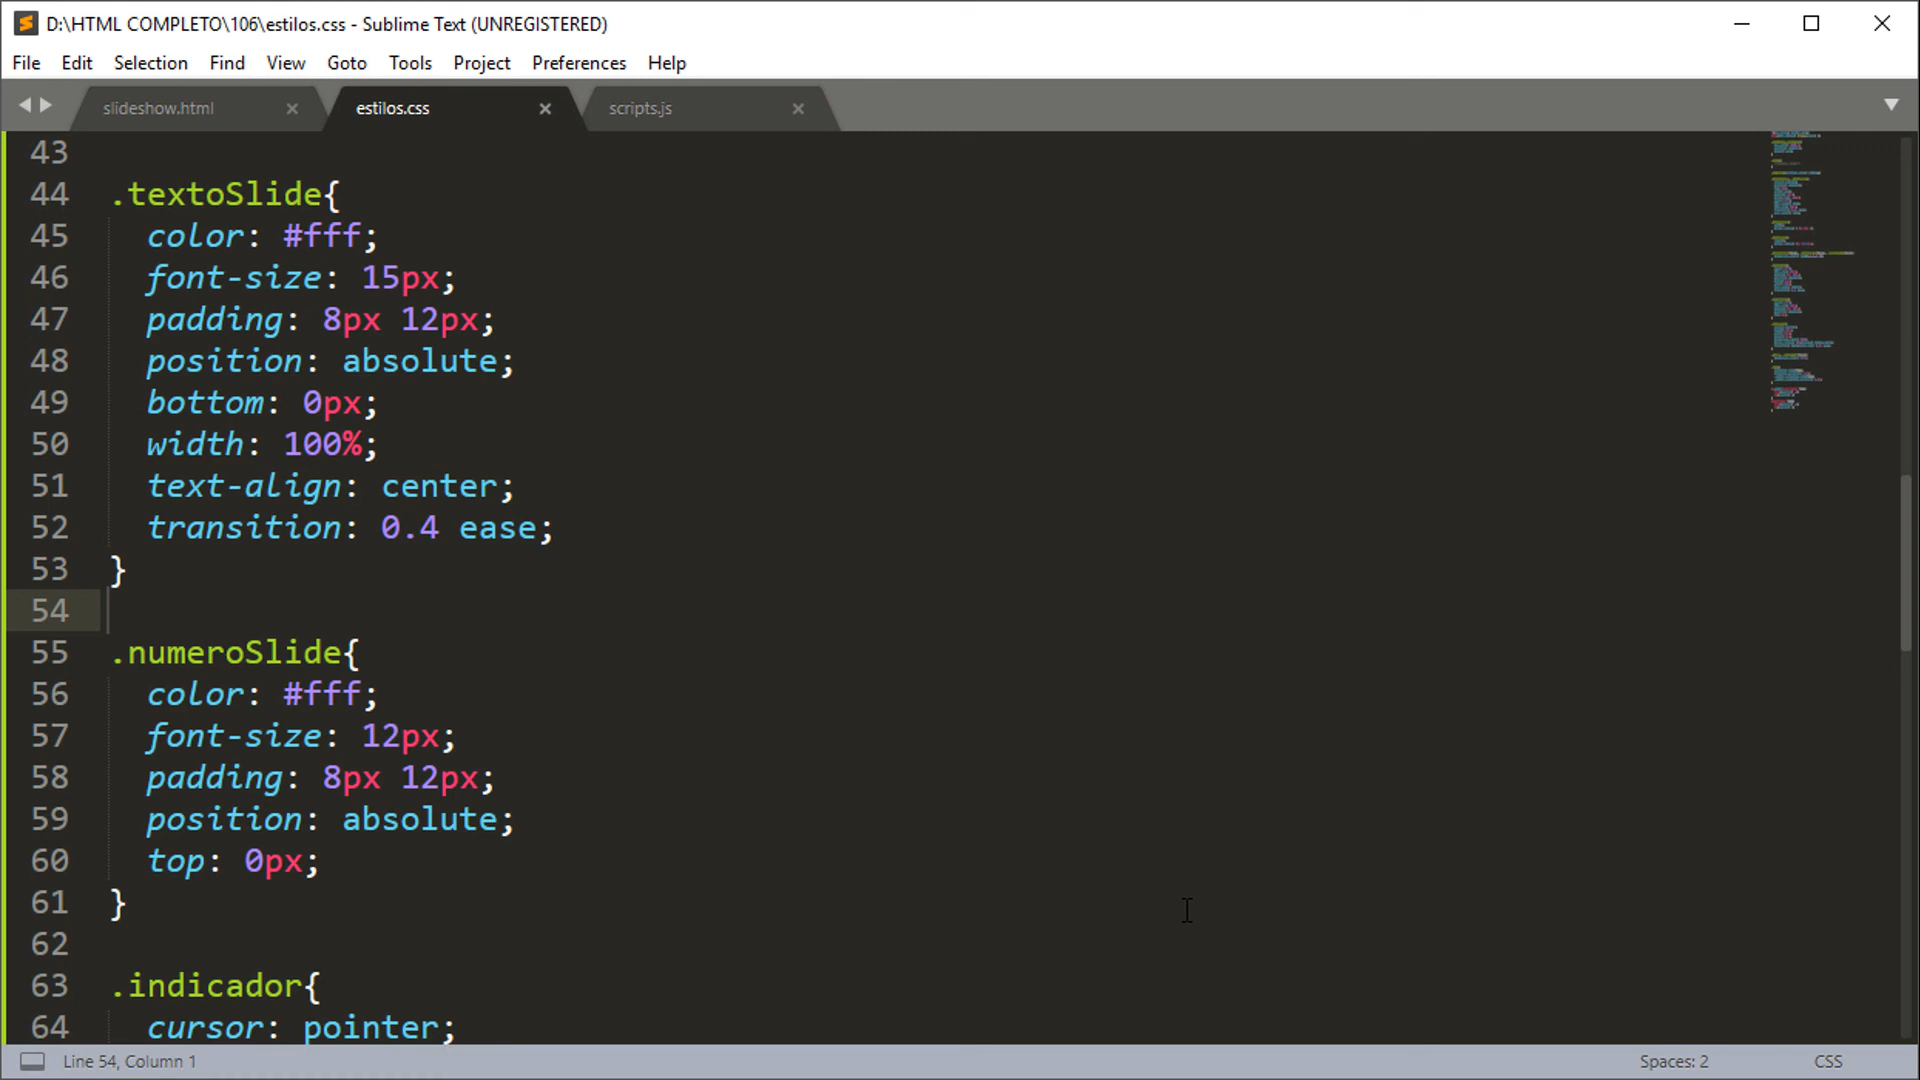 D:\HTML COMPLETO\106\estilos.css - Sublime Text (UNREGISTERED)
File Edit Selection Find View Goto Tools Project Preferences Help
slideshow.html estilos.css scripts.js
43
44 .textoSlide{
45 color: #fff;
46 font-size: 15px;
47 padding: 8px 12px;
48 position: absolute;
49 bottom: 0px;
50 width: 100%;
51 text-align: center;
52 transition: 0.4 ease;
53 }
54
55 .numeroSlide{
56 color: #fff;
57 font-size: 12px;
58 padding: 8px 12px;
59 position: absolute;
60 top: 0px;
61 }
62
63 .indicador{
64 cursor: pointer;
Line 54, Column 1 Spaces: 2 CSS